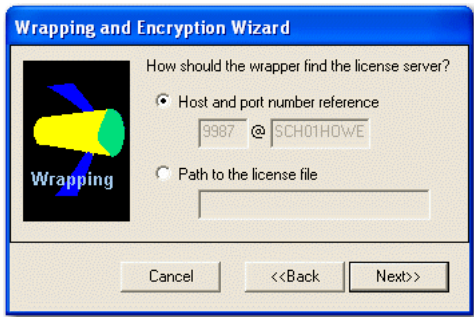 Wrapping and Encryption Wizard
How should the wrapper find the license server?
Host and port number reference
9987 @ SCH01HOWE
Wrapping
Path to the license file
Cancel <<Back Next>>